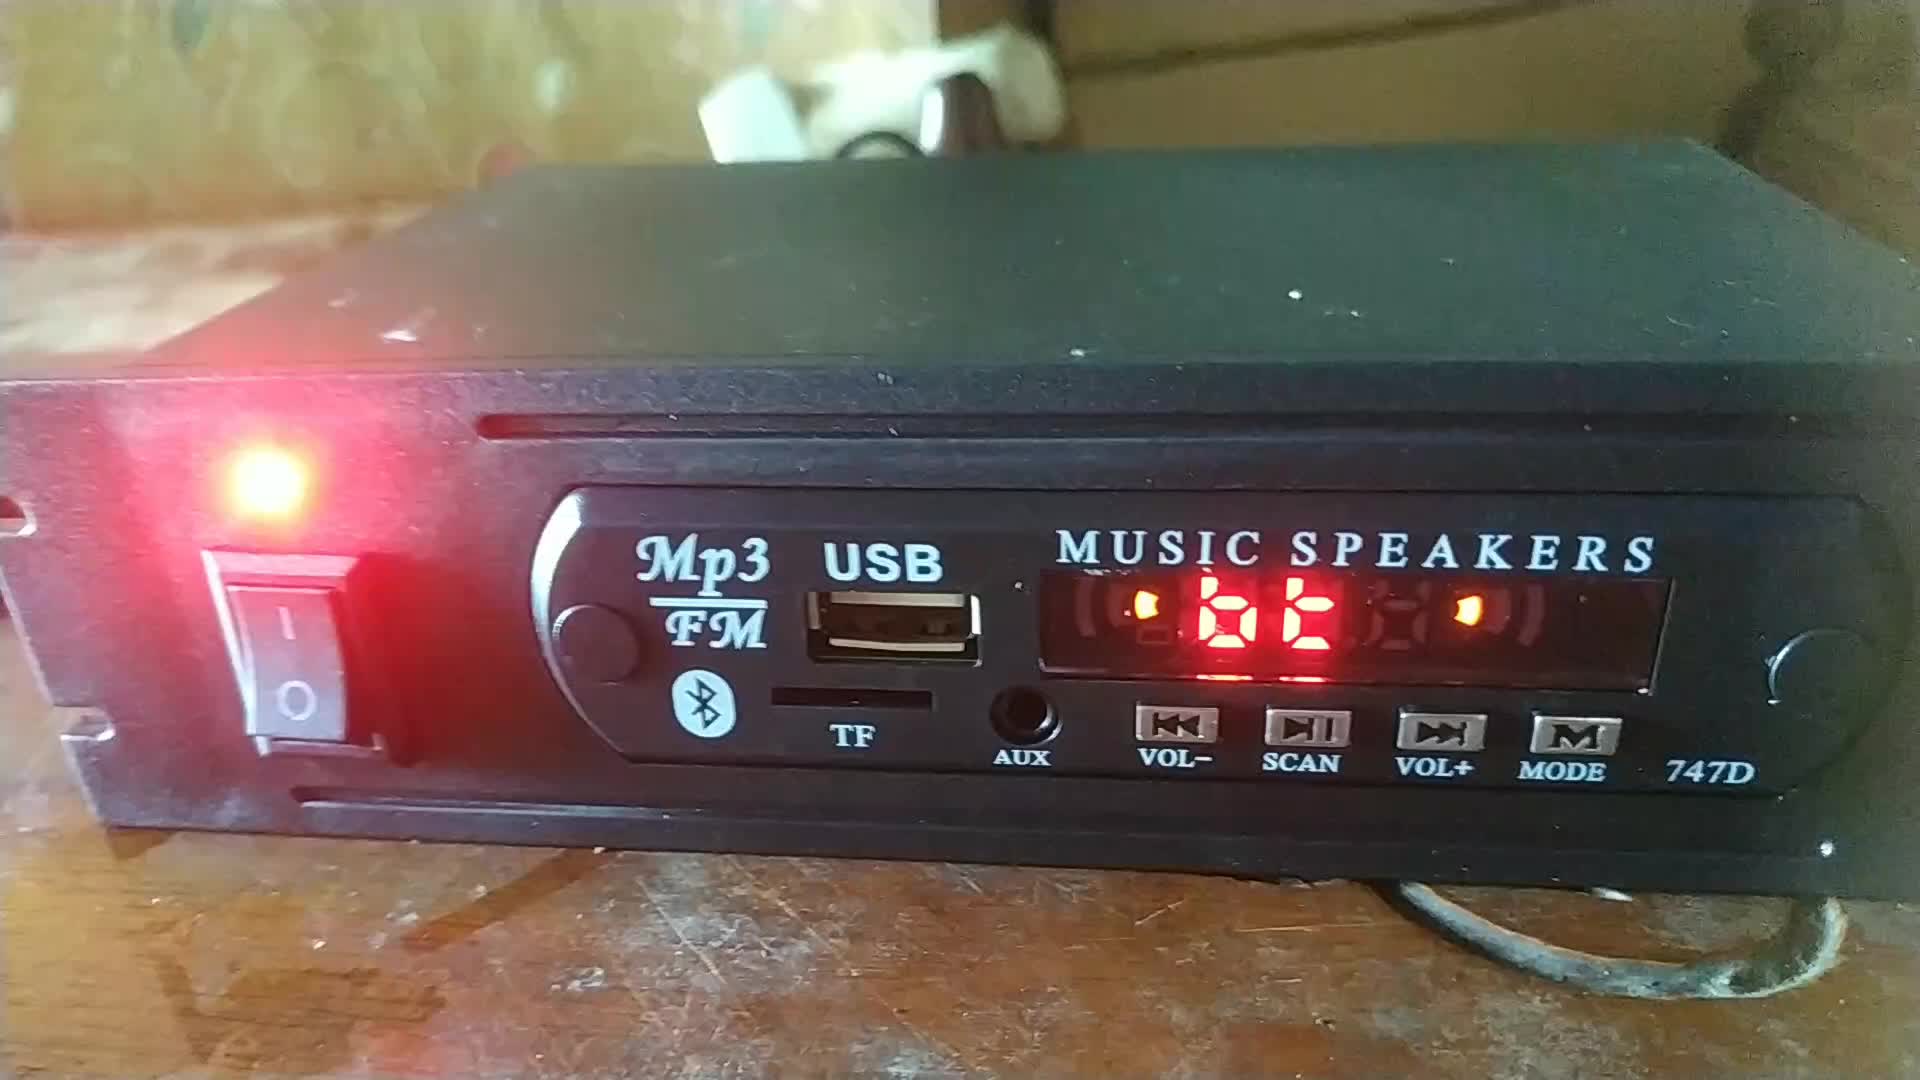 Mp3
FM
USB
MUSIC SPEAKERS
bt
TF
AUX
VOL-
SCAN
VOL+
M
MODE
747D
I
O